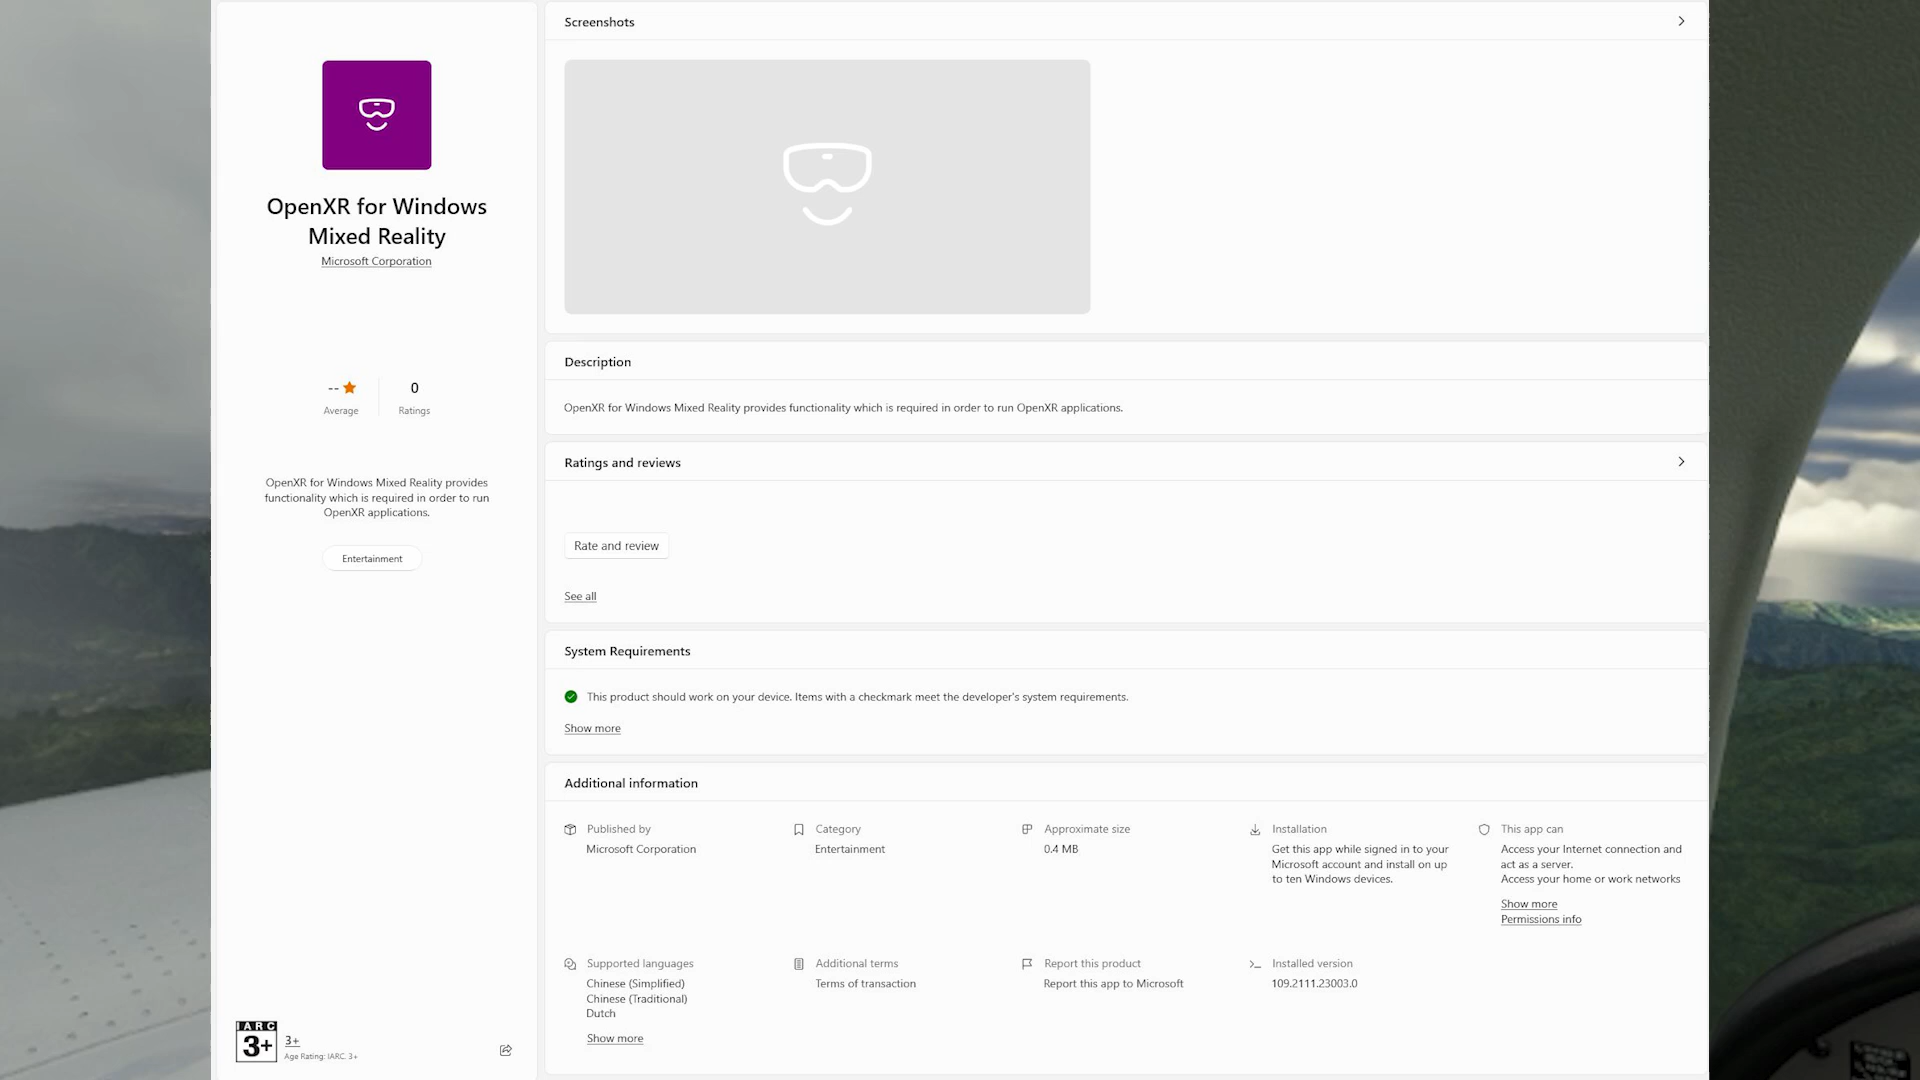 OpenXR for Windows
Mixed Reality
Microsoft Corporation
--
Average
0
Ratings
OpenXR for Windows Mixed Reality provides
functionality which is required in order to run
OpenXR applications.
Entertainment
IARC
3+
3+
Age Rating: IARC. 3+
Screenshots
Description
OpenXR for Windows Mixed Reality provides functionality which is required in order to run OpenXR applications.
Ratings and reviews
Rate and review
See all
System Requirements
This product should work on your device. Items with a checkmark meet the developer's system requirements.
Show more
Additional information
Published by
Microsoft Corporation
Category
Entertainment
Approximate size
0.4 MB
Installation
Get this app while signed in to your
Microsoft account and install on up
to ten Windows devices.
This app can
Access your Internet connection and
act as a server.
Access your home or work networks
Show more
Permissions info
Supported languages
Chinese (Simplified)
Chinese (Traditional)
Dutch
Show more
Additional terms
Terms of transaction
Report this product
Report this app to Microsoft
Installed version
109.2111.23003.0